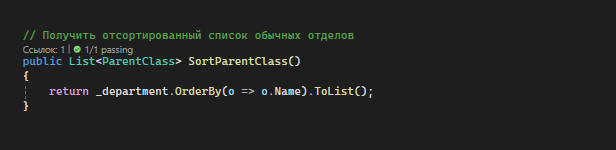 // Получить отсортированный список обычных отделов
Ссылок: 1 | 1/1 passing
public List<ParentClass> SortParentClass()
{
return _department.OrderBy(o => o.Name).ToList();
}